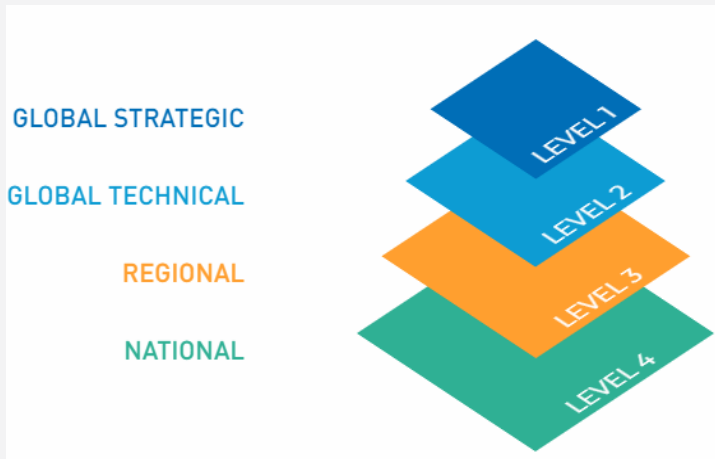 GLOBAL STRATEGIC
LEVEL 1
GLOBAL TECHNICAL
LEVEL 2
REGIONAL
LEVEL 3
NATIONAL
LEVEL 4